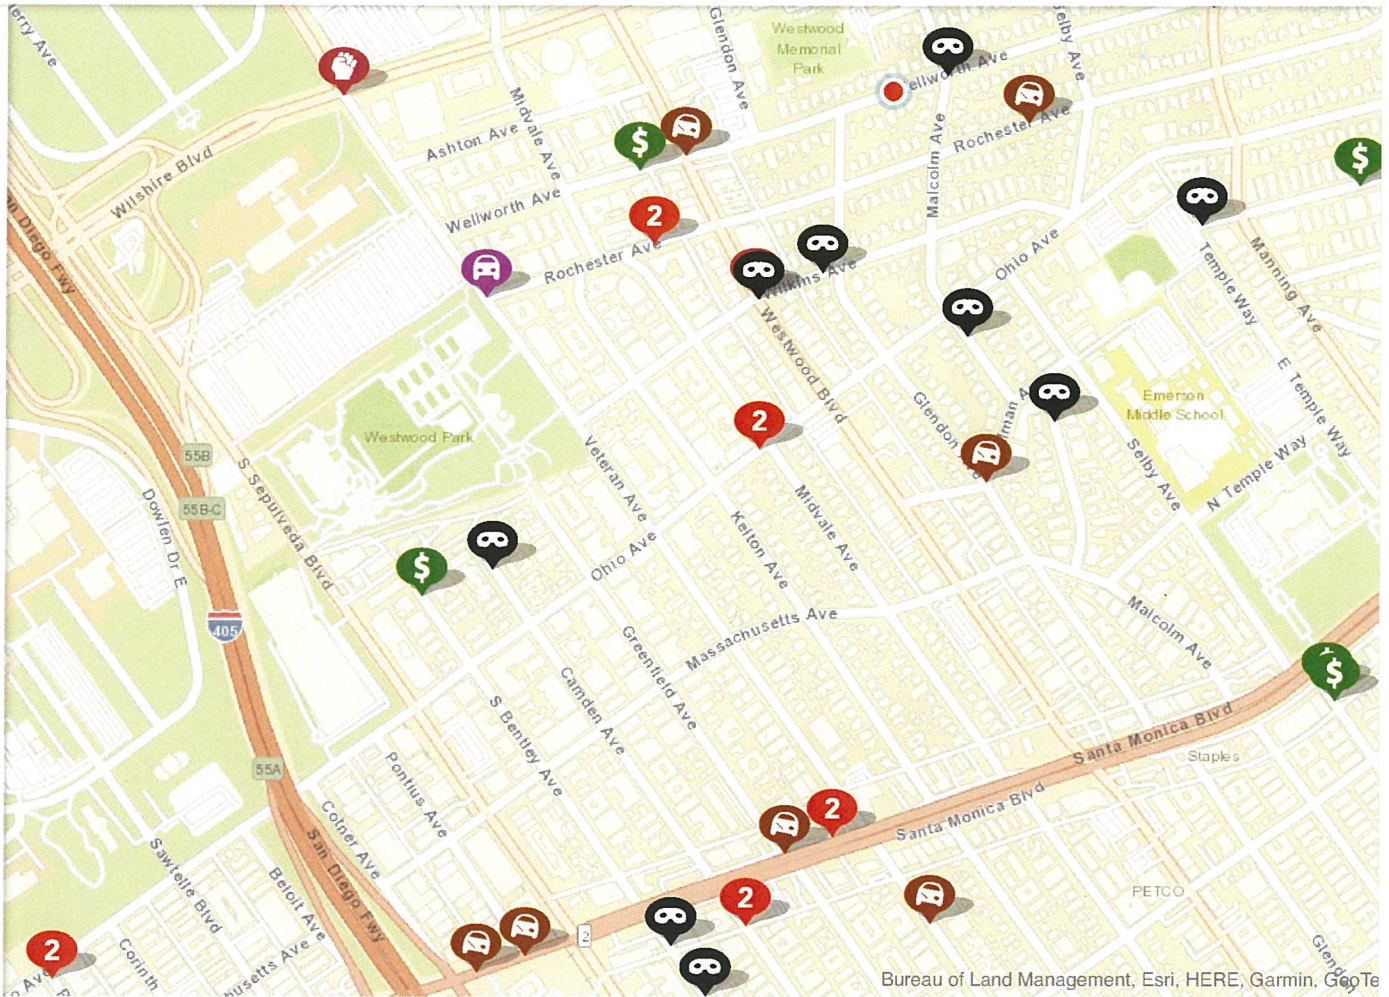 Glendon Ave
Westwood
Memorial
Park
Selby Ave
Wilshire Blvd
Ashton Ave
Midvale Ave
$
Rochester Ave
Malcolm Ave
$
Wellworth Ave
2
Rochester Ave
Wilkins Ave
Ohio Ave
Temple Way
Manning Ave
San Diego Fwy
Westwood Blvd
E Temple Way
Emerson
Middle School
Glendon
2
Westwood Park
55B
55B-C
S Sepulveda Blvd
Veteran Ave
Selby Ave
N Temple Way
Dowlen Dr E
Midvale Ave
Kelton Ave
Ohio Ave
$
405
Massachusetts Ave
Malcolm Ave
Greenfield Ave
Camden Ave
$
S Bentley Ave
Santa Monica Blvd
Staples
55A
Pontius Ave
Cotner Ave
Santa Monica Blvd
2
San Diego Fwy
Sawtelle Blvd
Beloit Ave
2
PETCO
2
2
Corinth
Bureau of Land Management, Esri, HERE, Garmin, GeoTe